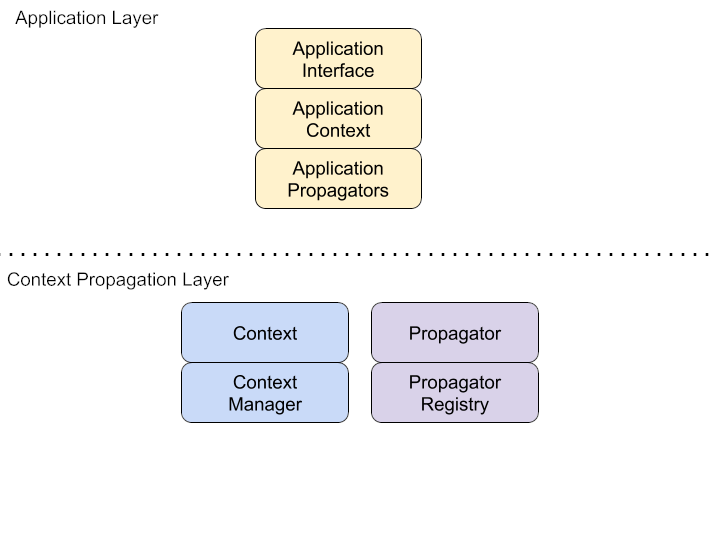 Application Layer
Application
Interface
Application
Context
Application
Propagators
Context Propagation Layer
Context
Propagator
Context
Manager
Propagator
Registry